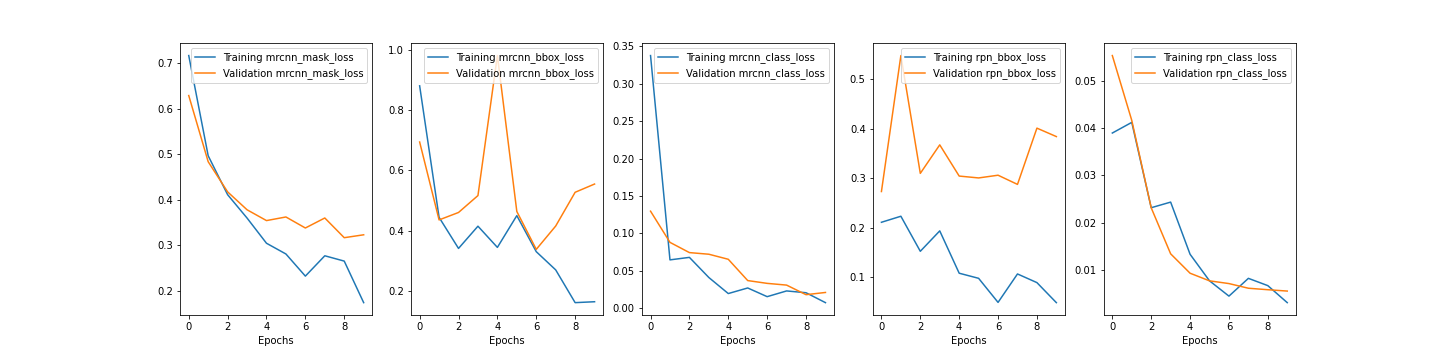 Training mrcnn_mask_loss
Validation mrcnn_mask_loss
0.7
0.6
0.5
0.4
0.3
0.2
0 2 4 6 8
Epochs
Training mrcnn_bbox_loss
Validation mrcnn_bbox_loss
1.0
0.8
0.6
0.4
0.2
0 2 4 6 8
Epochs
Training mrcnn_class_loss
Validation mrcnn_class_loss
0.35
0.30
0.25
0.20
0.15
0.10
0.05
0.00
0 2 4 6 8
Epochs
Training rpn_bbox_loss
Validation rpn_bbox_loss
0.5
0.4
0.3
0.2
0.1
0 2 4 6 8
Epochs
Training rpn_class_loss
Validation rpn_class_loss
0.05
0.04
0.03
0.02
0.01
0 2 4 6 8
Epochs